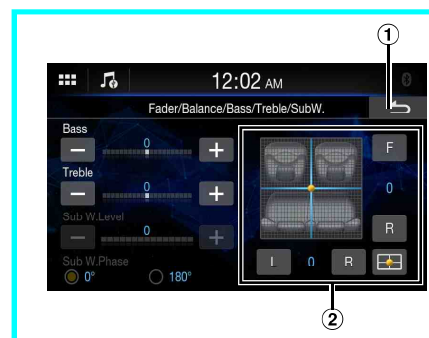 1
12:02 AM
Fader/Balance/Bass/Treble/SubW.
Bass
− 0 +
F
Treble
− 0 +
0
Sub W.Level
− 0 +
R
Sub W.Phase
0° 180°
L 0 R
2